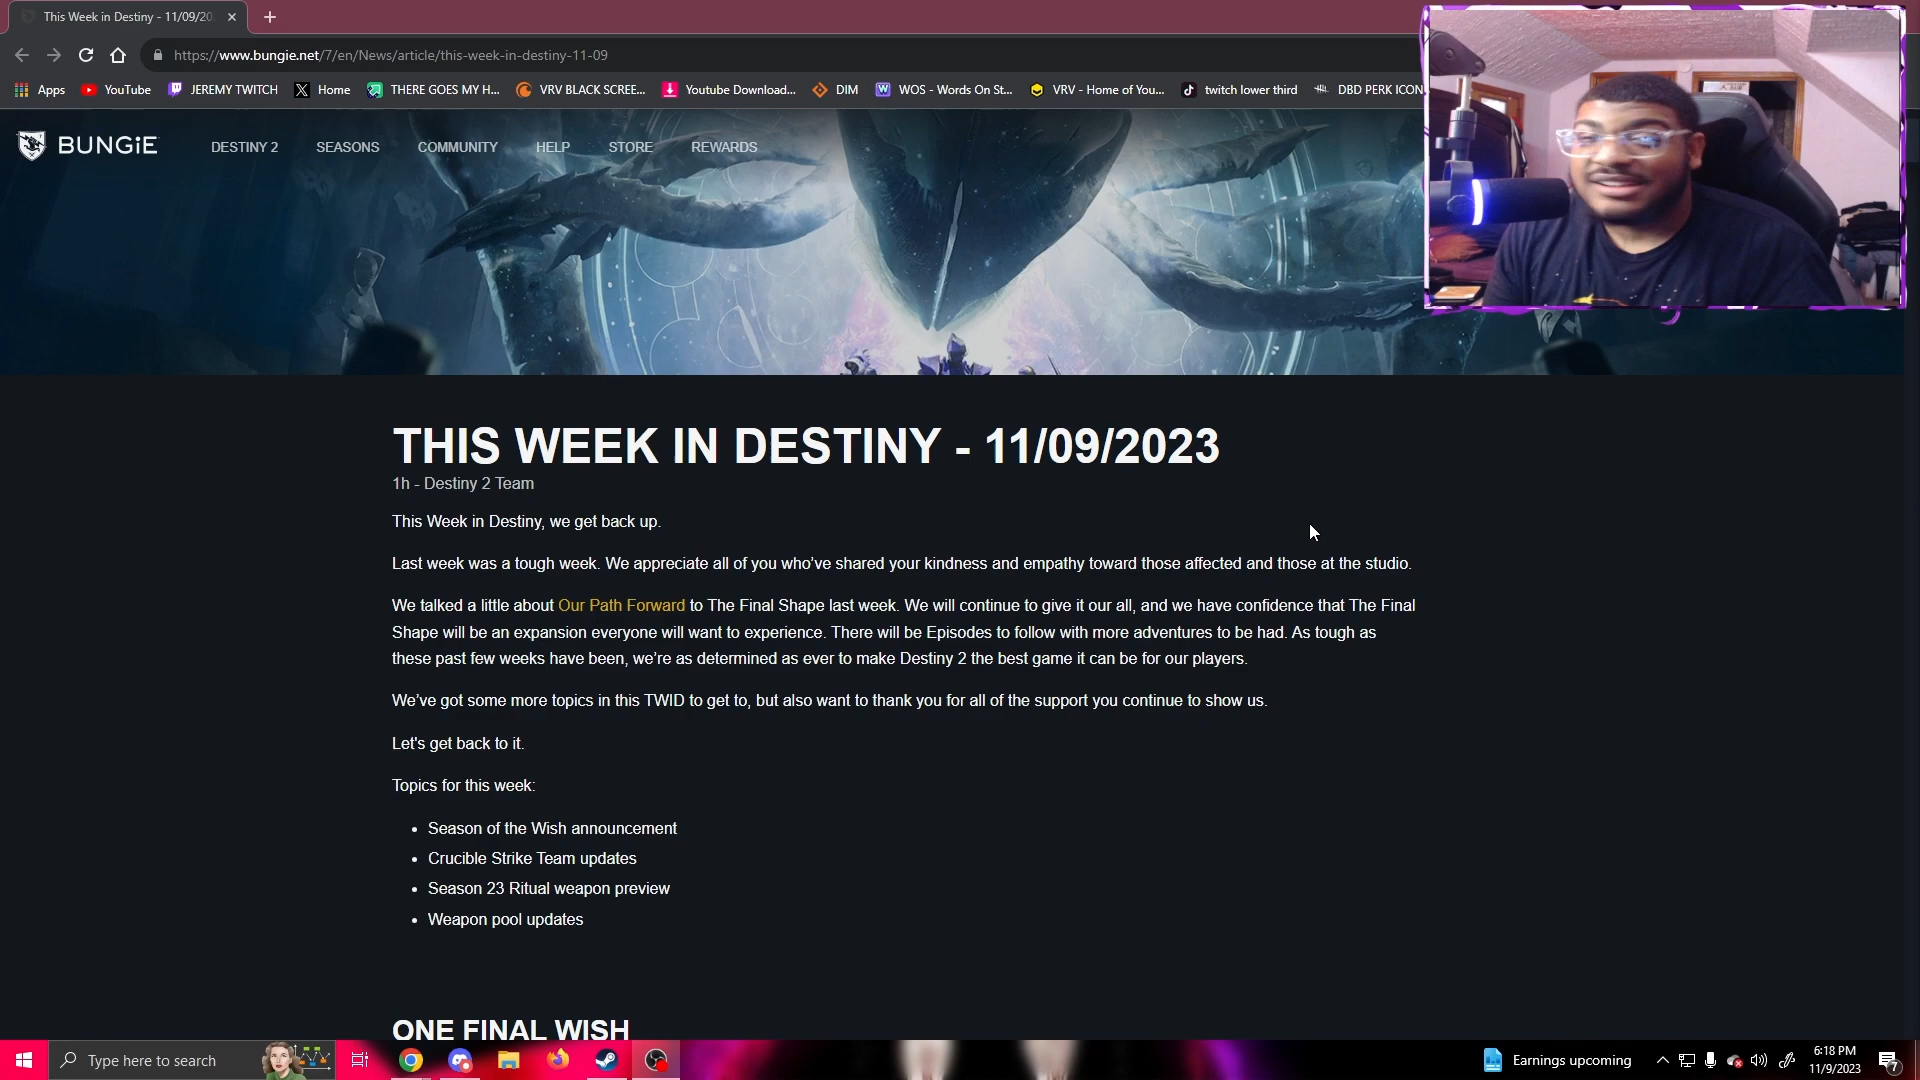 This Week in Destiny - 11/09/20
https://www.bungie.net/7/en/News/article/this-week-in-destiny-11-09
Apps YouTube JEREMY TWITCH Home THERE GOES MY H... VRV BLACK SCREE... Youtube Download... DIM WOS - Words On St... VRV - Home of You... twitch lower third DBD PERK ICON
BUNGiE DESTINY 2 SEASONS COMMUNITY HELP STORE REWARDS
THIS WEEK IN DESTINY - 11/09/2023
1h - Destiny 2 Team
This Week in Destiny, we get back up.
Last week was a tough week. We appreciate all of you who've shared your kindness and empathy toward those affected and those at the studio.
We talked a little about Our Path Forward to The Final Shape last week. We will continue to give it our all, and we have confidence that The Final
Shape will be an expansion everyone will want to experience. There will be Episodes to follow with more adventures to be had. As tough as
these past few weeks have been, we're as determined as ever to make Destiny 2 the best game it can be for our players.
We've got some more topics in this TWID to get to, but also want to thank you for all of the support you continue to show us.
Let's get back to it.
Topics for this week:
• Season of the Wish announcement
• Crucible Strike Team updates
• Season 23 Ritual weapon preview
• Weapon pool updates
ONE FINAL WISH
Type here to search
Earnings upcoming
6:18 PM
11/9/2023
7